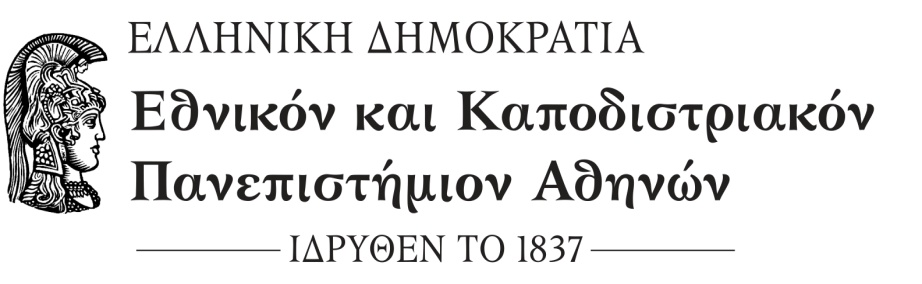 ΕΛΛΗΝΙΚΗ ΔΗΜΟΚΡΑΤΙΑ
Εθνικόν και Καποδιστριακόν
Πανεπιστήμιον Αθηνών
ΙΔΡΥΘΕΝ ΤΟ 1837